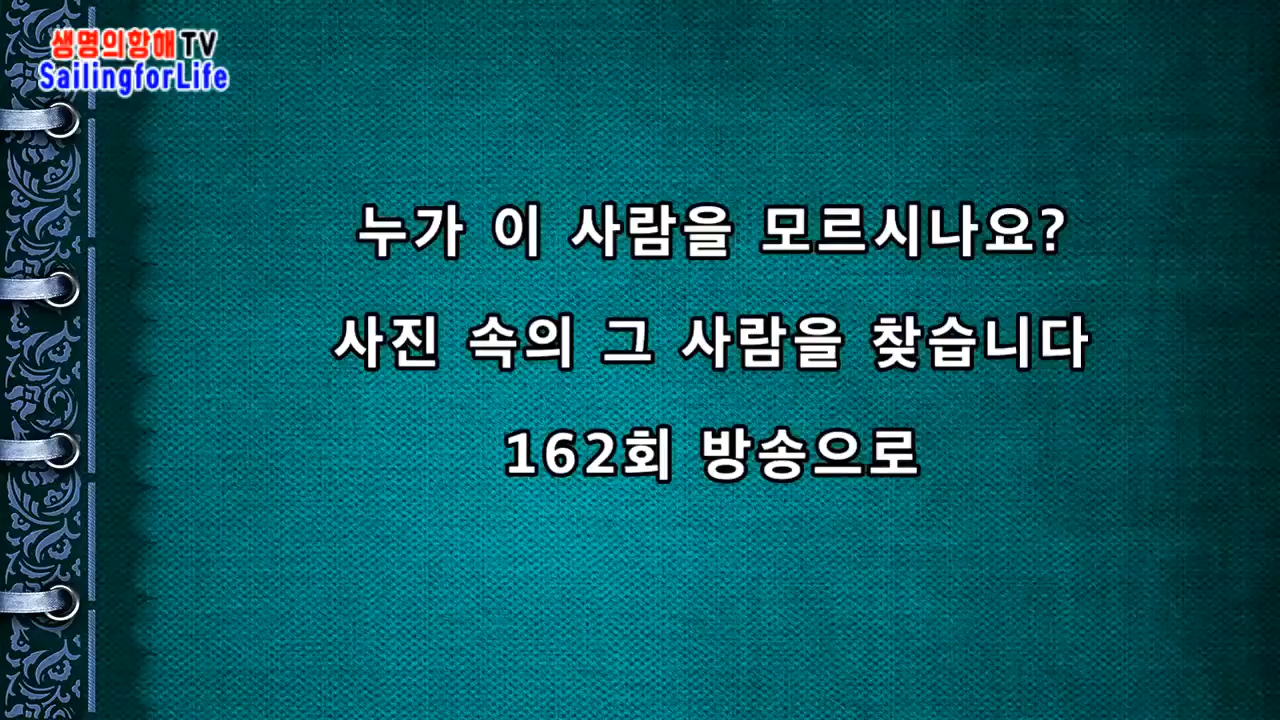 생명의항해TV
SailingforLife
누가 이 사람을 모르시나요?
사진 속의 그 사람을 찾습니다
162회 방송으로